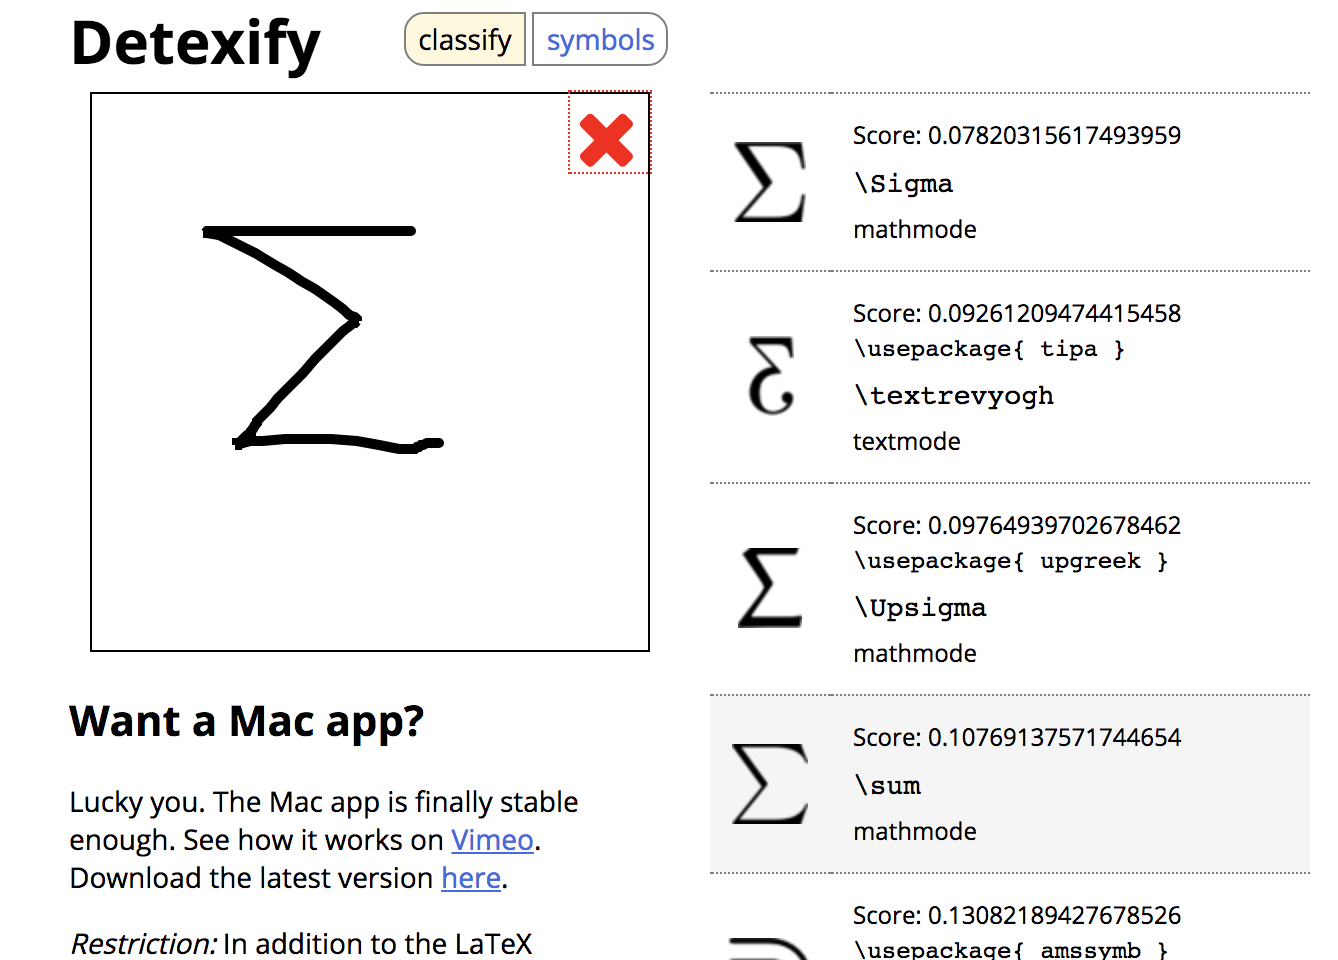 Detexify
classify
symbols
Want a Mac app?
Lucky you. The Mac app is finally stable
enough. See how it works on Vimeo.
Download the latest version here.
Restriction: In addition to the LaTeX
Σ
Score: 0.07820315617493959
\Sigma
mathmode
Score: 0.09261209474415458
\usepackage{ tipa }
\textrevyogh
textmode
Σ
Score: 0.09764939702678462
\usepackage{ upgreek }
\Upsigma
mathmode
Σ
Score: 0.10769137571744654
\sum
mathmode
∑
Score: 0.13082189427678526
\usepackage{ amssymb }